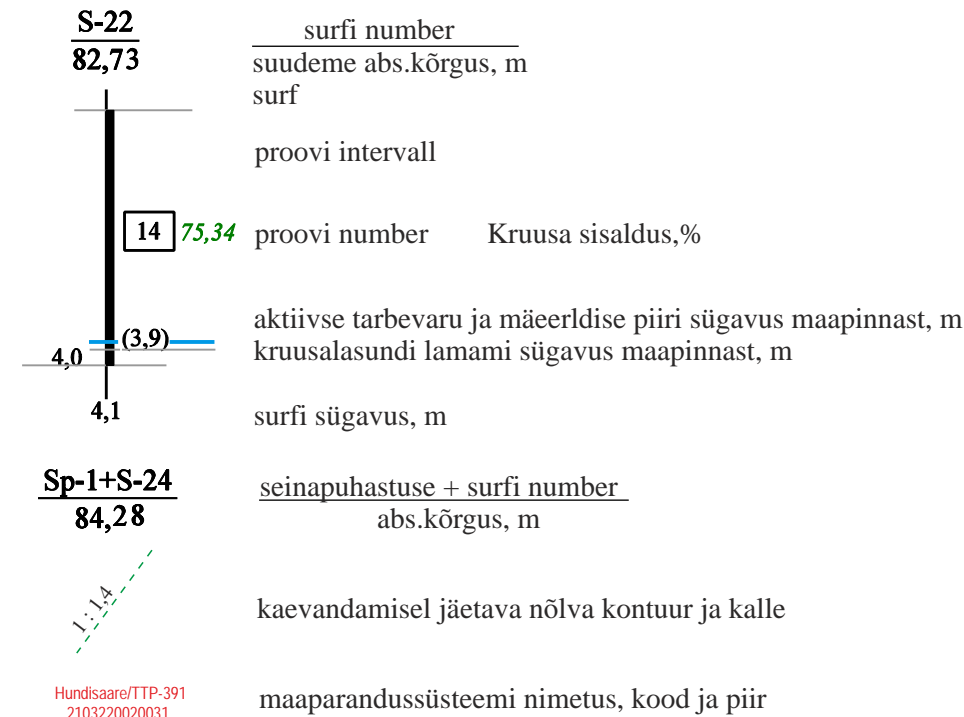 S-22 surfi number
82,73 suudeme abs.kõrgus, m
surf
proovi intervall
14 75,34 proovi number Kruusa sisaldus,%
(3,9) aktiivse tarbevaru ja mäeerldise piiri sügavus maapinnast, m
4,0 kruusalasundi lamami sügavus maapinnast, m
4,1 surfi sügavus, m
Sp-1+S-24 seinapuhastuse + surfi number
84,28 abs.kõrgus, m
1 : 1,4 kaevandamisel jäetava nõlva kontuur ja kalle
Hundisaare/TTP-391 maaparandussüsteemi nimetus, kood ja piir
2103220020031